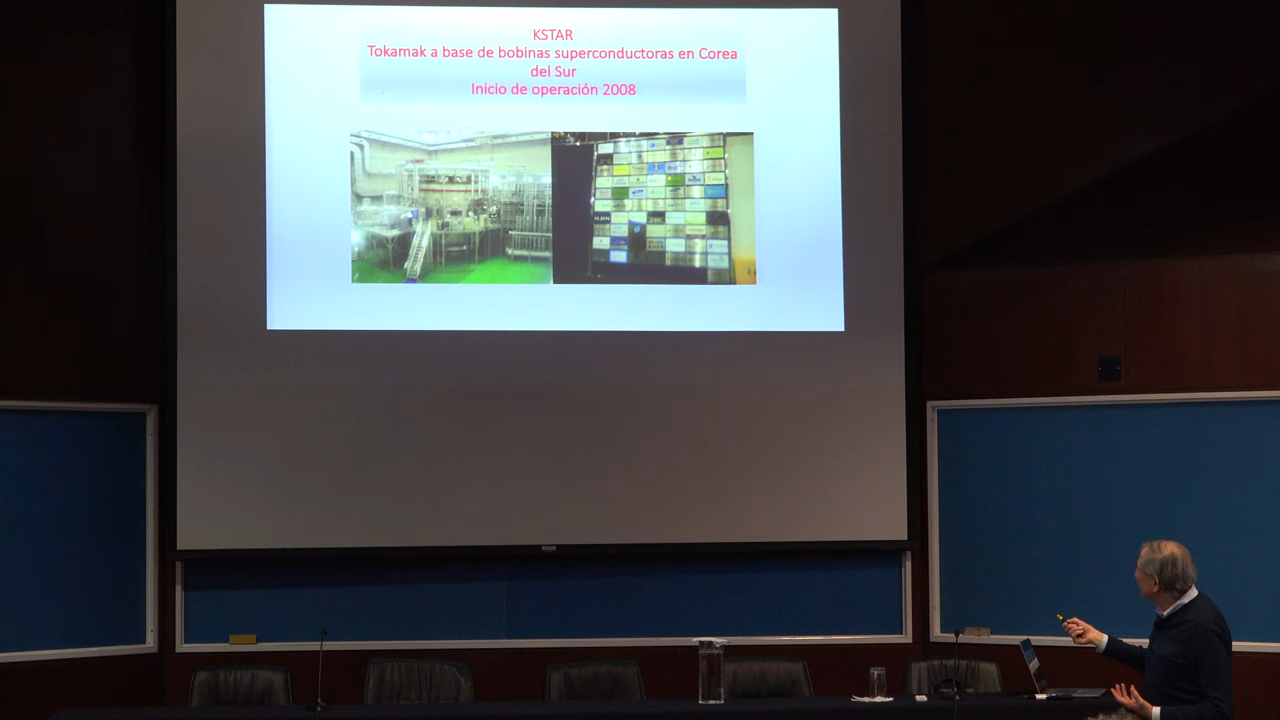 KSTAR
Tokamak a base de bobinas superconductoras en Corea
del Sur
Inicio de operación 2008